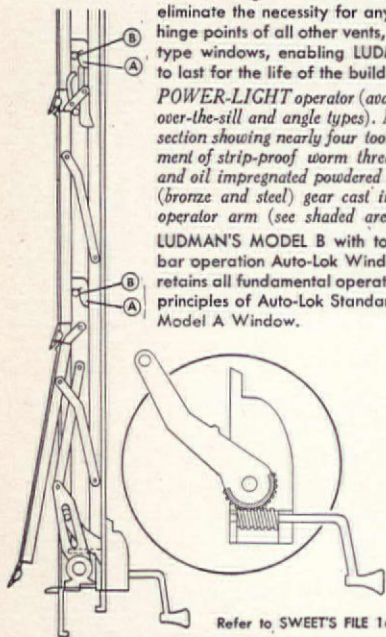 eliminate the necessity for any
hinge points of all other vents,
type windows, enabling LUDM
to last for the life of the build
POWER-LIGHT operator (ava
over-the-sill and angle types).
section showing nearly four too
ment of strip-proof worm thre
and oil impregnated powdered
(bronze and steel) gear cast i
operator arm (see shaded are
LUDMAN'S MODEL B with to
bar operation Auto-Lok Wind
retains all fundamental operat
principles of Auto-Lok Standar
Model A Window.
B
A
B
A
Refer to SWEET'S FILE 1